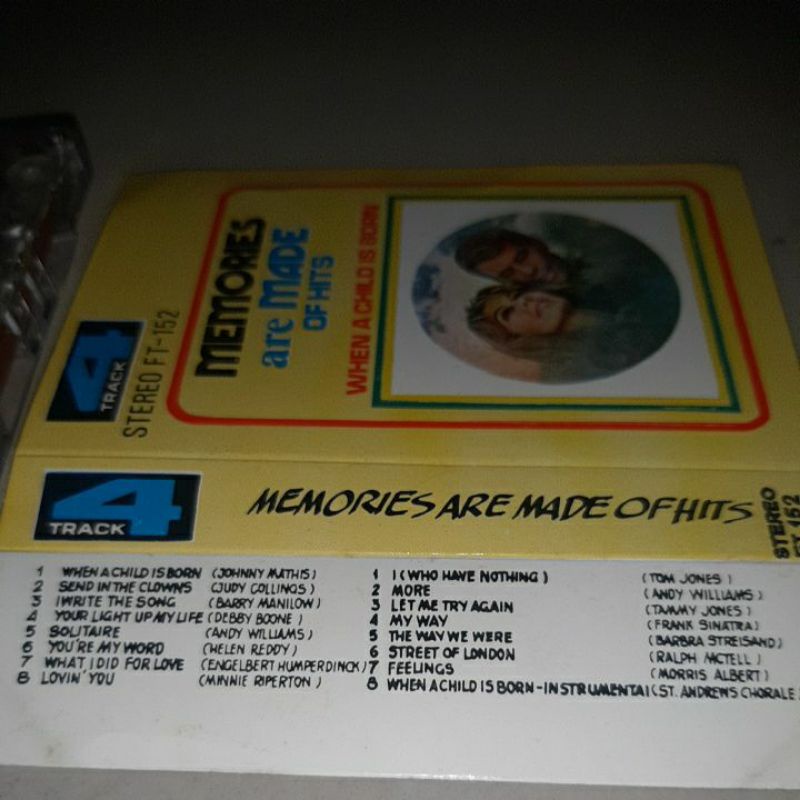 MEMORIES
are MADE
OF HITS
WHEN A CHILD IS BORN
4
TRACK
STEREO FT-152
4
TRACK
MEMORIES ARE MADE OF HITS
STEREO
FT 152
1 WHEN A CHILD IS BORN (JOHNNY MATHIS)
2 SEND IN THE CLOWNS (JUDY COLLINGS)
3 I WRITE THE SONG (BARRY MANILOW)
4 YOUR LIGHT UP MY LIFE (DEBBY BOONE)
5 SOLITAIRE (ANDY WILLIAMS)
6 YOU'RE MY WORD (HELEN REDDY)
7 WHAT I DID FOR LOVE (ENGELBERT HUMPERDINCK)
8 LOVIN' YOU (MINNIE RIPERTON)
1 I (WHO HAVE NOTHING) (TOM JONES)
2 MORE (ANDY WILLIAMS)
3 LET ME TRY AGAIN (TAMMY JONES)
4 MY WAY (FRANK SINATRA)
5 THE WAY WE WERE (BARBRA STREISAND)
6 STREET OF LONDON (RALPH MCTELL)
7 FEELINGS (MORRIS ALBERT)
8 WHEN A CHILD IS BORN-INSTRUMENTAL (ST. ANDREWS CHORALE)